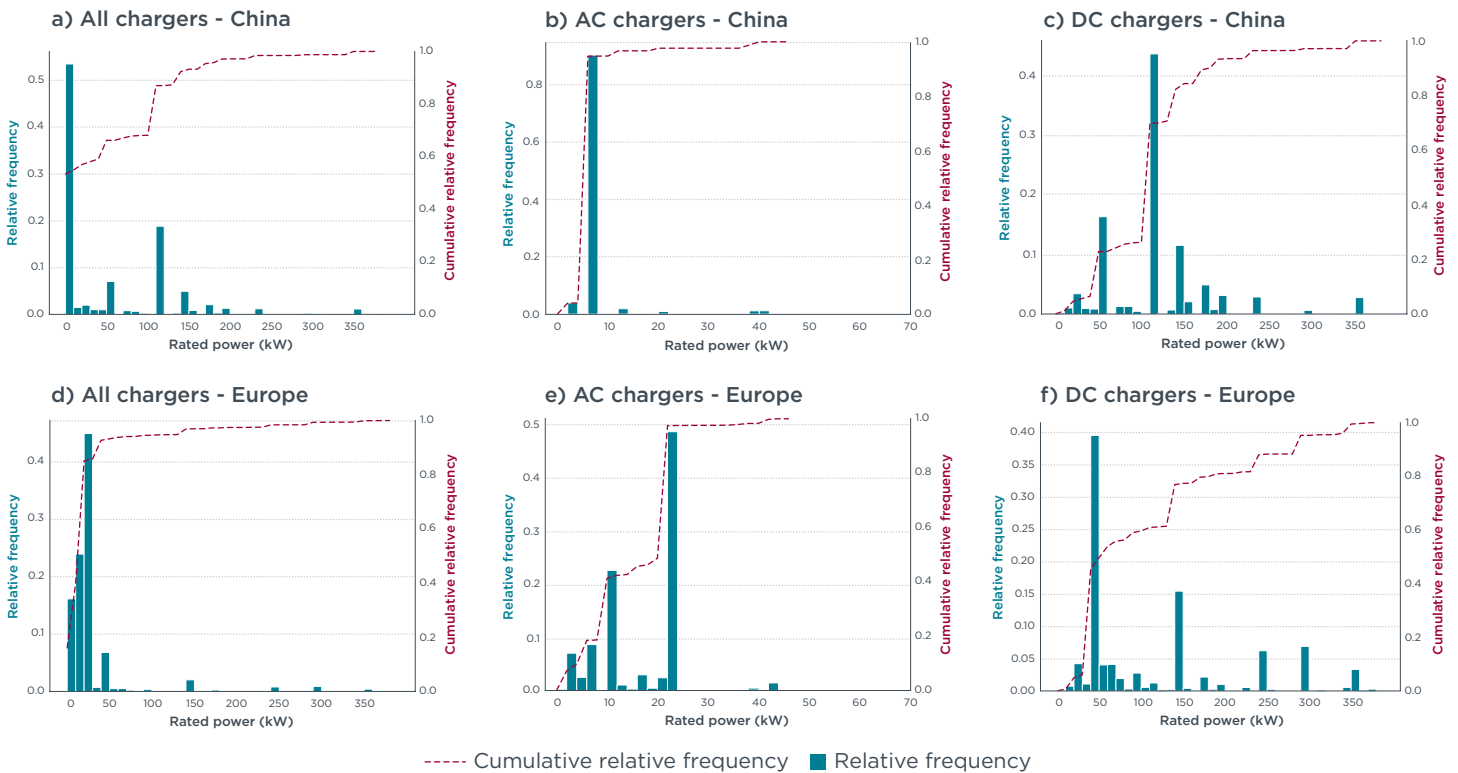 a) All chargers - China
Relative frequency
0.5
0.4
0.3
0.2
0.1
0.0
1.0
0.8
0.6
0.4
0.2
0.0
Cumulative relative frequency
0 50 100 150 200 250 300 350
Rated power (kW)
b) AC chargers - China
Relative frequency
0.8
0.6
0.4
0.2
0.0
1.0
0.8
0.6
0.4
0.2
0.0
Cumulative relative frequency
0 10 20 30 40 50 60 70
Rated power (kW)
c) DC chargers - China
Relative frequency
0.4
0.3
0.2
0.1
0.0
1.0
0.8
0.6
0.4
0.2
0.0
Cumulative relative frequency
0 50 100 150 200 250 300 350
Rated power (kW)
d) All chargers - Europe
Relative frequency
0.4
0.3
0.2
0.1
0.0
1.0
0.8
0.6
0.4
0.2
0.0
Cumulative relative frequency
0 50 100 150 200 250 300 350
Rated power (kW)
e) AC chargers - Europe
Relative frequency
0.5
0.4
0.3
0.2
0.1
0.0
1.0
0.8
0.6
0.4
0.2
0.0
Cumulative relative frequency
0 10 20 30 40 50 60 70
Rated power (kW)
f) DC chargers - Europe
Relative frequency
0.40
0.35
0.30
0.25
0.20
0.15
0.10
0.05
0.00
1.0
0.8
0.6
0.4
0.2
0.0
Cumulative relative frequency
0 50 100 150 200 250 300 350
Rated power (kW)
Cumulative relative frequency Relative frequency